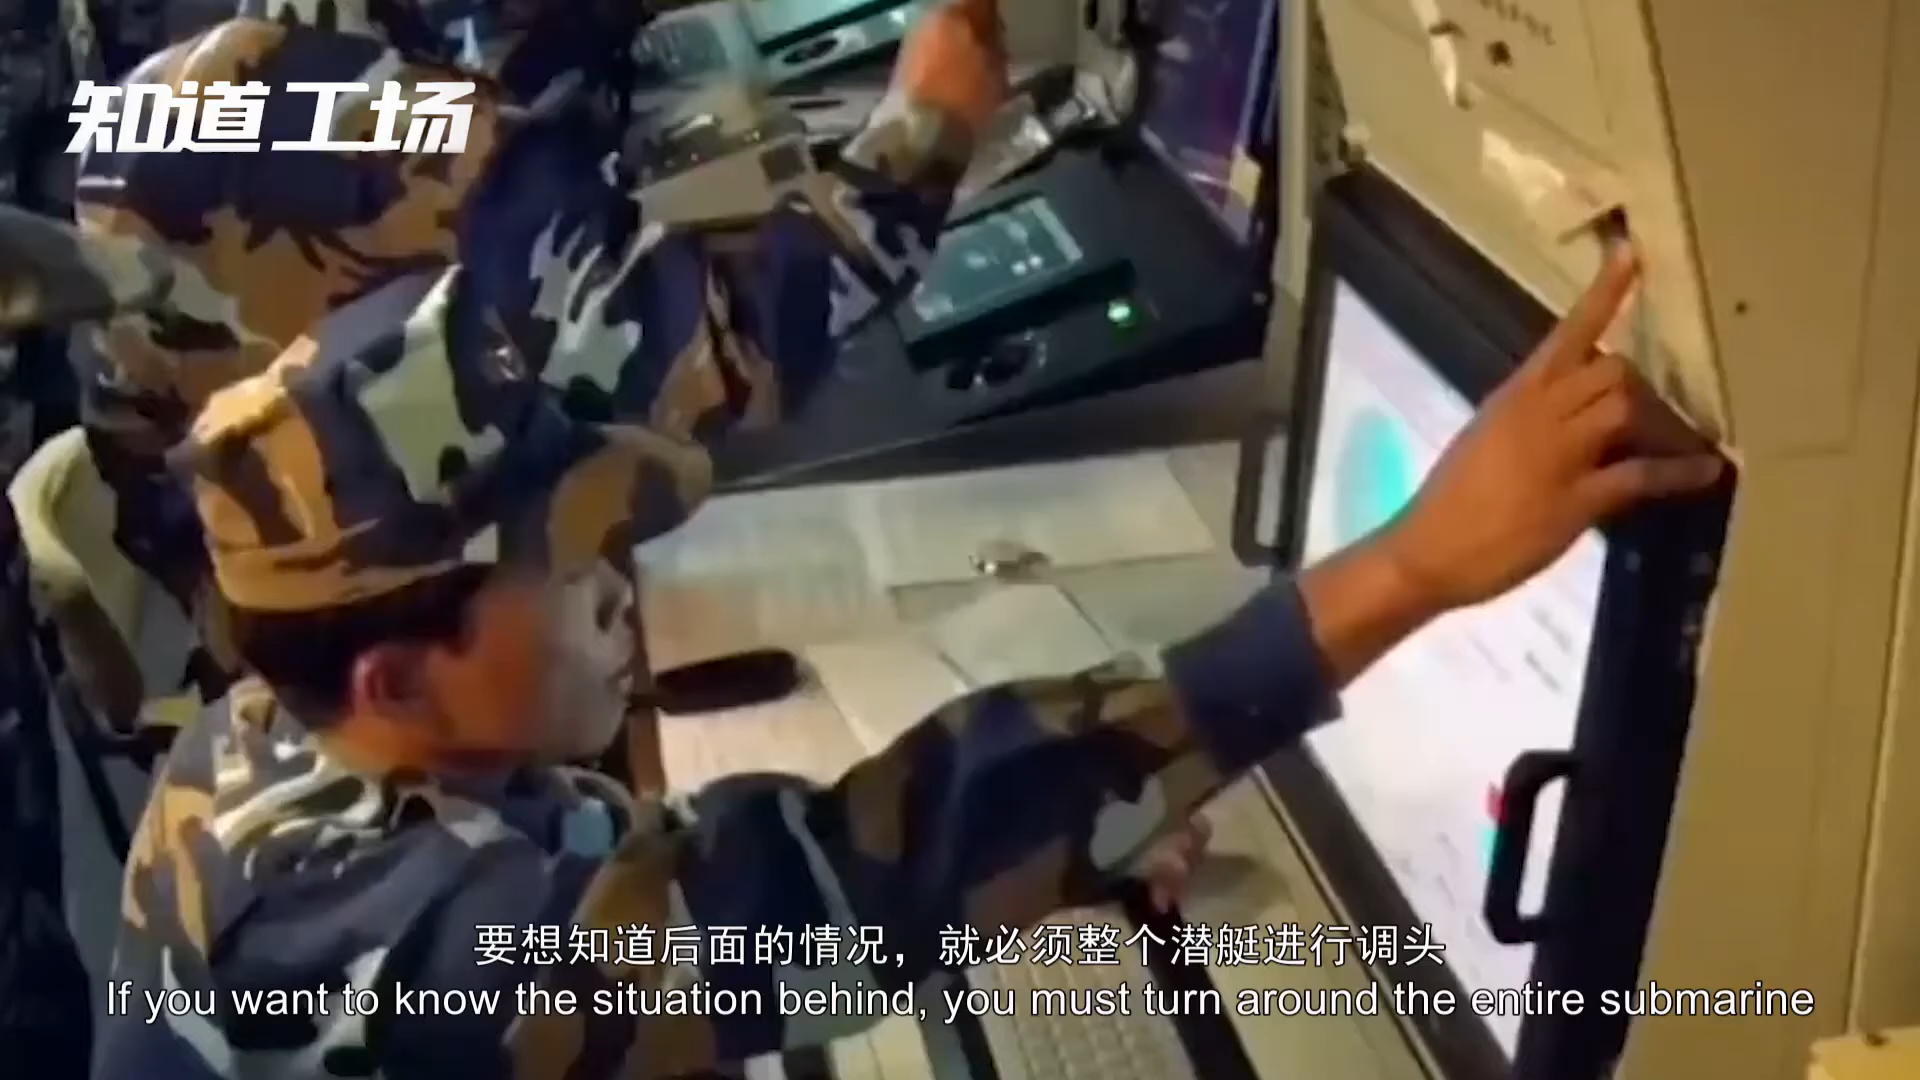 知道工场
要想知道后面的情况，就必须整个潜艇进行调头
If you want to know the situation behind, you must turn around the entire submarine